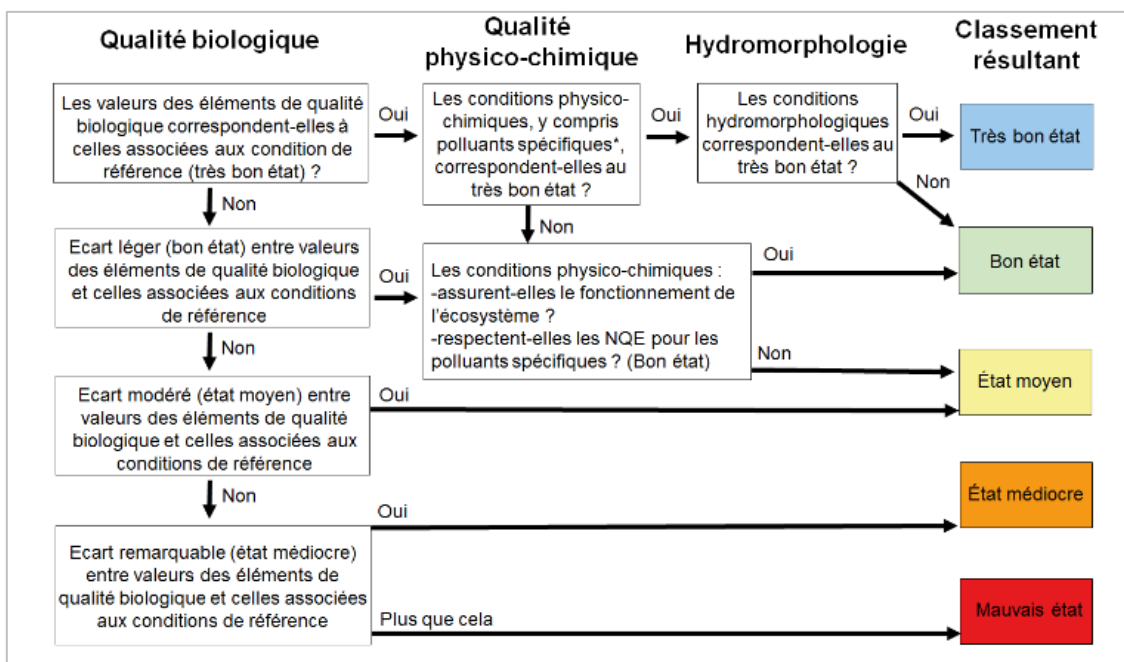 Qualité biologique
Qualité
physico-chimique
Hydromorphologie
Classement
résultant
Les valeurs des éléments de qualité
biologique correspondent-elles à
celles associées aux condition de
référence (très bon état) ?
Oui
Les conditions physico-
chimiques, y compris
polluants spécifiques*,
correspondent-elles au
très bon état ?
Oui
Les conditions
hydromorphologiques
correspondent-elles au
très bon état ?
Oui
Très bon état
Non
Non
Non
Ecart léger (bon état) entre valeurs
des éléments de qualité biologique
et celles associées aux conditions
de référence
Oui
Les conditions physico-chimiques :
-assurent-elles le fonctionnement de
l'écosystème ?
-respectent-elles les NQE pour les
polluants spécifiques ? (Bon état)
Oui
Bon état
Non
Non
État moyen
Ecart modéré (état moyen) entre
valeurs des éléments de qualité
biologique et celles associées aux
conditions de référence
Oui
Non
Oui
État médiocre
Ecart remarquable (état médiocre)
entre valeurs des éléments de
qualité biologique et celles associées
aux conditions de référence
Plus que cela
Mauvais état